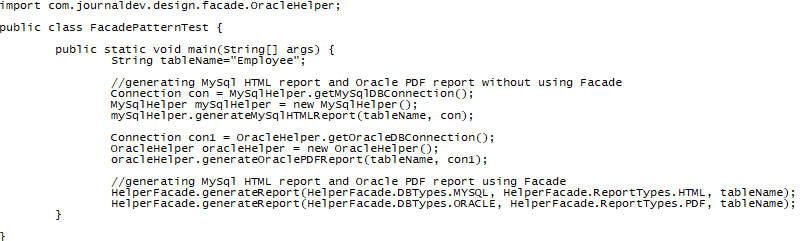 import com.journaldev.design.facade.OracleHelper;
public class FacadePatternTest {
public static void main(String[] args) {
String tableName="Employee";
//generating MySql HTML report and Oracle PDF report without using Facade
Connection con = MySqlHelper.getMySqlDBConnection();
MySqlHelper mySqlHelper = new MySqlHelper();
mySqlHelper.generateMySqlHTMLReport(tableName, con);
Connection con1 = OracleHelper.getOracleDBConnection();
OracleHelper oracleHelper = new OracleHelper();
oracleHelper.generateOraclePDFReport(tableName, con1);
//generating MySql HTML report and Oracle PDF report using Facade
HelperFacade.generateReport(HelperFacade.DBTypes.MYSQL, HelperFacade.ReportTypes.HTML, tableName);
HelperFacade.generateReport(HelperFacade.DBTypes.ORACLE, HelperFacade.ReportTypes.PDF, tableName);
}
}